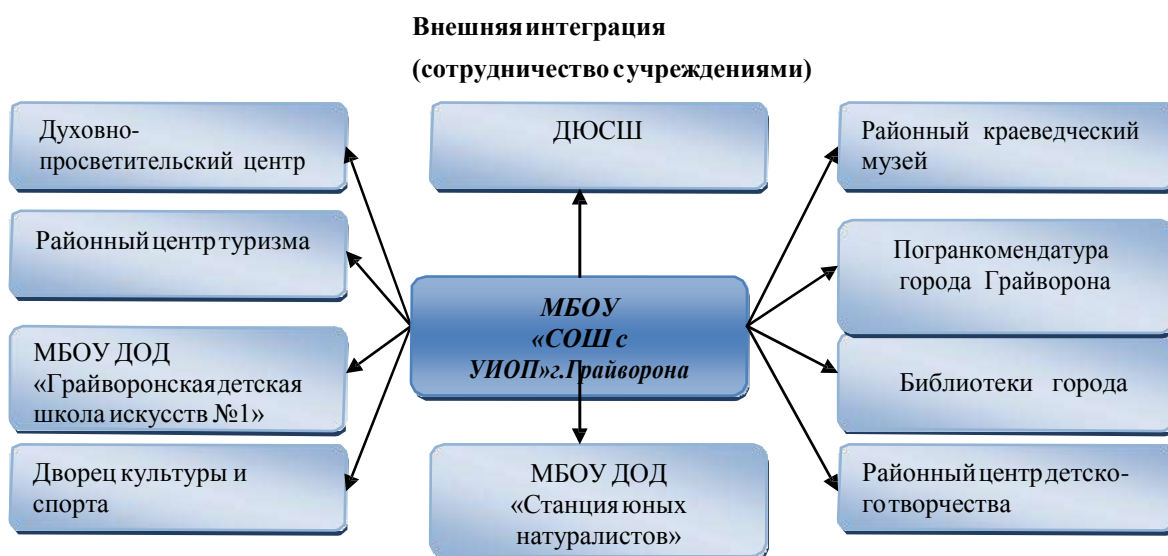 Внешняя интеграция
(сотрудничество с учреждениями)
Духовно-
просветительский центр
ДЮСШ
Районный краеведческий
музей
Районный центр туризма
Погранкомендатура
города Грайворона
МБОУ
«СОШ с
УИОП»г.Грайворона
МБОУ ДОД
«Грайворонская детская
школа искусств №1»
Библиотеки города
Дворец культуры и
спорта
МБОУ ДОД
«Станция юных
натуралистов»
Районный центр детско-
го творчества